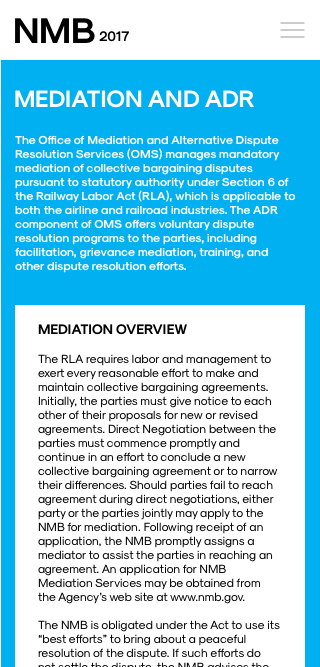 NMB 2017
MEDIATION AND ADR
The Office of Mediation and Alternative Dispute
Resolution Services (OMS) manages mandatory
mediation of collective bargaining disputes
pursuant to statutory authority under Section 6 of
the Railway Labor Act (RLA), which is applicable to
both the airline and railroad industries. The ADR
component of OMS offers voluntary dispute
resolution programs to the parties, including
facilitation, grievance mediation, training, and
other dispute resolution efforts.
MEDIATION OVERVIEW
The RLA requires labor and management to
exert every reasonable effort to make and
maintain collective bargaining agreements.
Initially, the parties must give notice to each
other of their proposals for new or revised
agreements. Direct Negotiation between the
parties must commence promptly and
continue in an effort to conclude a new
collective bargaining agreement or to narrow
their differences. Should parties fail to reach
agreement during direct negotiations, either
party or the parties jointly may apply to the
NMB for mediation. Following receipt of an
application, the NMB promptly assigns a
mediator to assist the parties in reaching an
agreement. An application for NMB
Mediation Services may be obtained from
the Agency’s web site at www.nmb.gov.
The NMB is obligated under the Act to use its
“best efforts” to bring about a peaceful
resolution of the dispute. If such efforts do
not settle the dispute, the NMB advises the